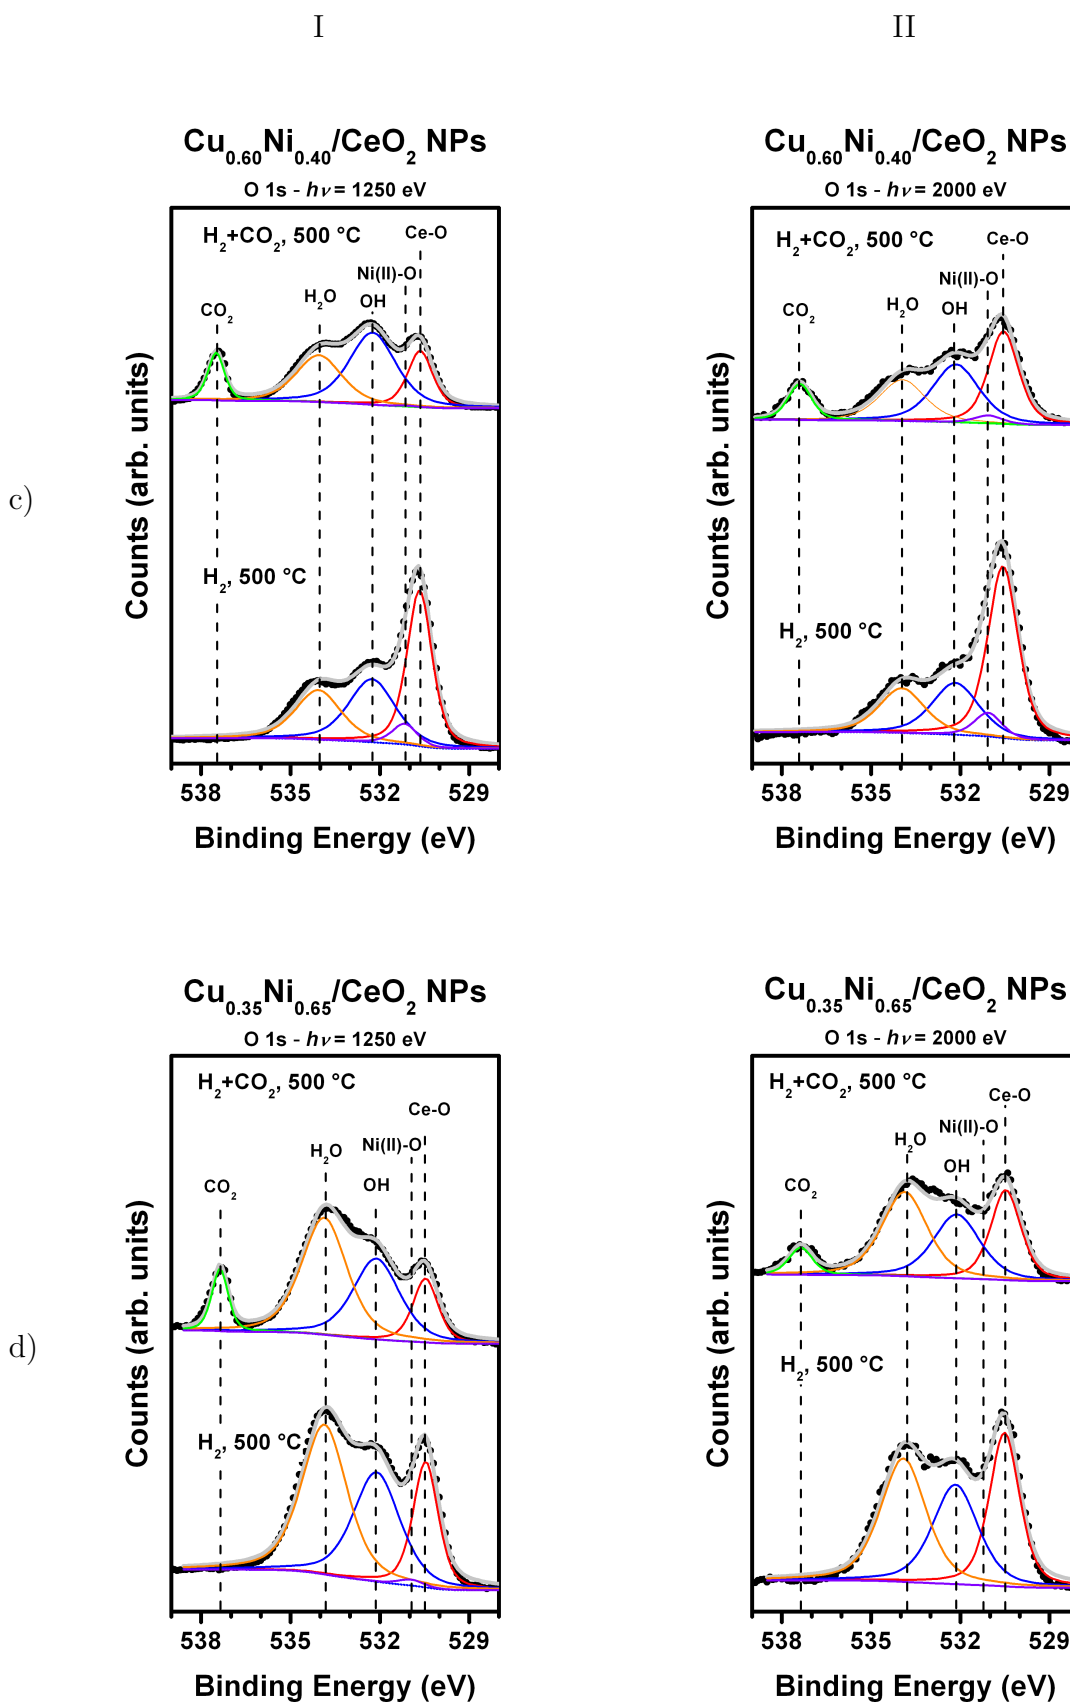 I
II
c)
Cu0.60Ni0.40/CeO2 NPs
O 1s - hν = 1250 eV
H2+CO2, 500 °C
Ce-O
Ni(II)-O
H2O
OH
CO2
H2, 500 °C
Counts (arb. units)
538 535 532 529
Binding Energy (eV)
Cu0.60Ni0.40/CeO2 NPs
O 1s - hν = 2000 eV
H2+CO2, 500 °C
Ce-O
Ni(II)-O
H2O
OH
CO2
H2, 500 °C
Counts (arb. units)
538 535 532 529
Binding Energy (eV)
d)
Cu0.35Ni0.65/CeO2 NPs
O 1s - hν = 1250 eV
H2+CO2, 500 °C
Ce-O
Ni(II)-O
H2O
OH
CO2
H2, 500 °C
Counts (arb. units)
538 535 532 529
Binding Energy (eV)
Cu0.35Ni0.65/CeO2 NPs
O 1s - hν = 2000 eV
H2+CO2, 500 °C
Ce-O
Ni(II)-O
H2O
OH
CO2
H2, 500 °C
Counts (arb. units)
538 535 532 529
Binding Energy (eV)